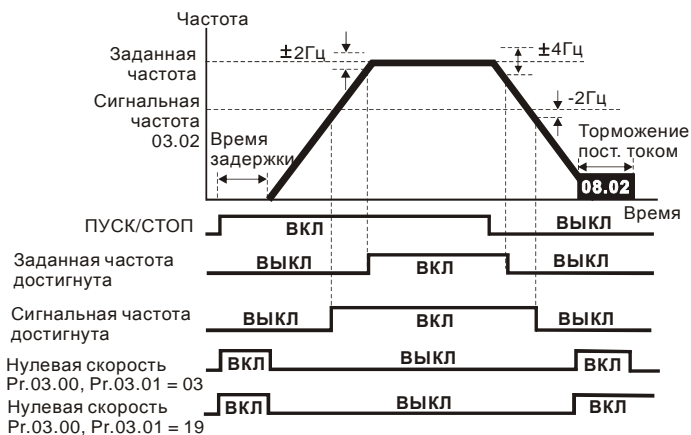 Частота
Заданная
частота
±2Гц
±4Гц
Сигнальная
частота
03.02
-2Гц
Время
задержки
Торможение
пост. током
08.02
Время
ПУСК/СТОП
ВКЛ
ВЫКЛ
Заданная частота
достигнута
ВЫКЛ
ВКЛ
ВЫКЛ
Сигнальная частота
достигнута
ВЫКЛ
ВКЛ
ВЫКЛ
Нулевая скорость
Pr.03.00, Pr.03.01 = 03
ВКЛ
ВЫКЛ
ВКЛ
Нулевая скорость
Pr.03.00, Pr.03.01 = 19
ВКЛ
ВЫКЛ
ВКЛ